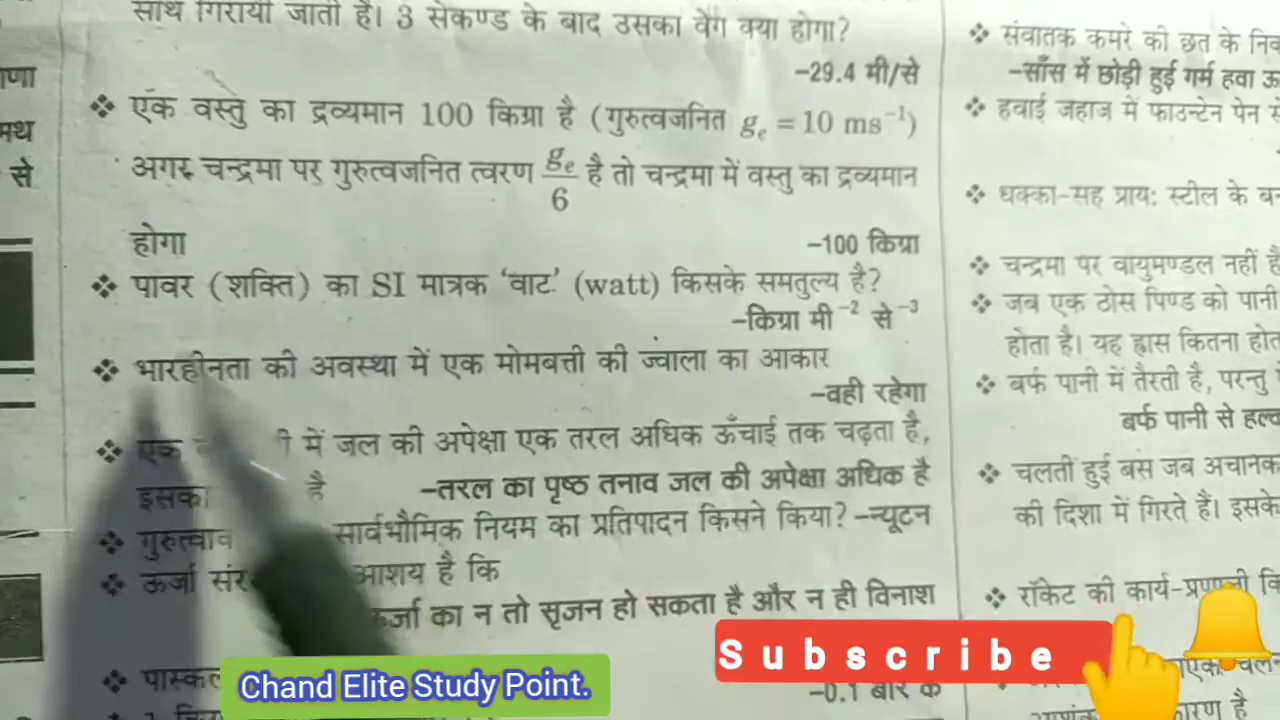 साथ गिरायी जाती है। 3 सेकण्ड के बाद उसका वेग क्या होगा?
-29.4 मी/से
❖ एक वस्तु का द्रव्यमान 100 किग्रा है (गुरुत्वजनित gₑ = 10 ms⁻¹)
अगर चन्द्रमा पर गुरुत्वजनित त्वरण gₑ/6 है तो चन्द्रमा में वस्तु का द्रव्यमान
होगा -100 किग्रा
❖ पावर (शक्ति) का SI मात्रक ‘वाट’ (watt) किसके समतुल्य है?
-किग्रा मी⁻² से⁻³
❖ भारहीनता की अवस्था में एक मोमबत्ती की ज्वाला का आकार
-वही रहेगा
❖ एक में जल की अपेक्षा एक तरल अधिक ऊँचाई तक चढ़ता है,
इसका है -तरल का पृष्ठ तनाव जल की अपेक्षा अधिक है
❖ सार्वभौमिक नियम का प्रतिपादन किसने किया? -न्यूटन
❖ ऊर्जा आशय है कि
ऊर्जा का न तो सृजन हो सकता है और न ही विनाश
❖ पास्कल
-0.1 बार के
णा
मथ
से
❖ संवातक कमरे की छत के
-साँस में छोड़ी हुई गर्म हवा
❖ हवाई जहाज में फाउन्टेन पेन
❖ धक्का-सह प्राय: स्टील के
❖ चन्द्रमा पर वायुमण्डल नहीं
❖ जब एक ठोस पिण्ड को पानी
होता है। यह ह्रास कितना
❖ बर्फ पानी में तैरती है, परन्तु
बर्फ पानी से
❖ चलती हुई बस जब अचानक
की दिशा में गिरते हैं। इसके
❖ रॉकेट की
है
Subscribe
Chand Elite Study Point.